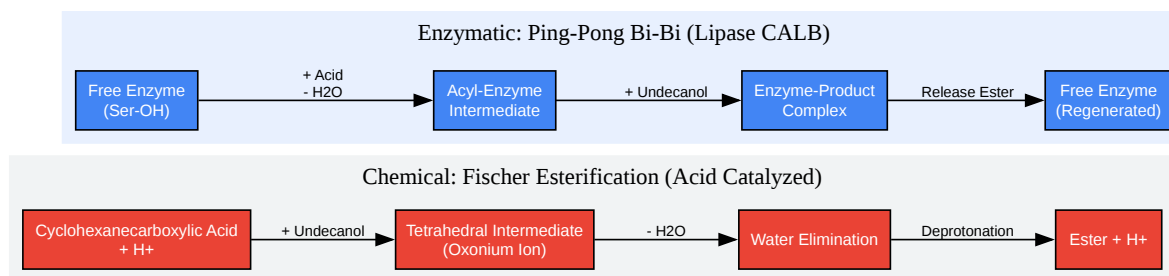 Enzymatic: Ping-Pong Bi-Bi (Lipase CALB)
Free Enzyme
(Ser-OH)
+ Acid
- H2O
Acyl-Enzyme
Intermediate
+ Undecanol
Enzyme-Product
Complex
Release Ester
Free Enzyme
(Regenerated)
Chemical: Fischer Esterification (Acid Catalyzed)
Cyclohexanecarboxylic Acid
+ H+
+ Undecanol
Tetrahedral Intermediate
(Oxonium Ion)
- H2O
Water Elimination
Deprotonation
Ester + H+